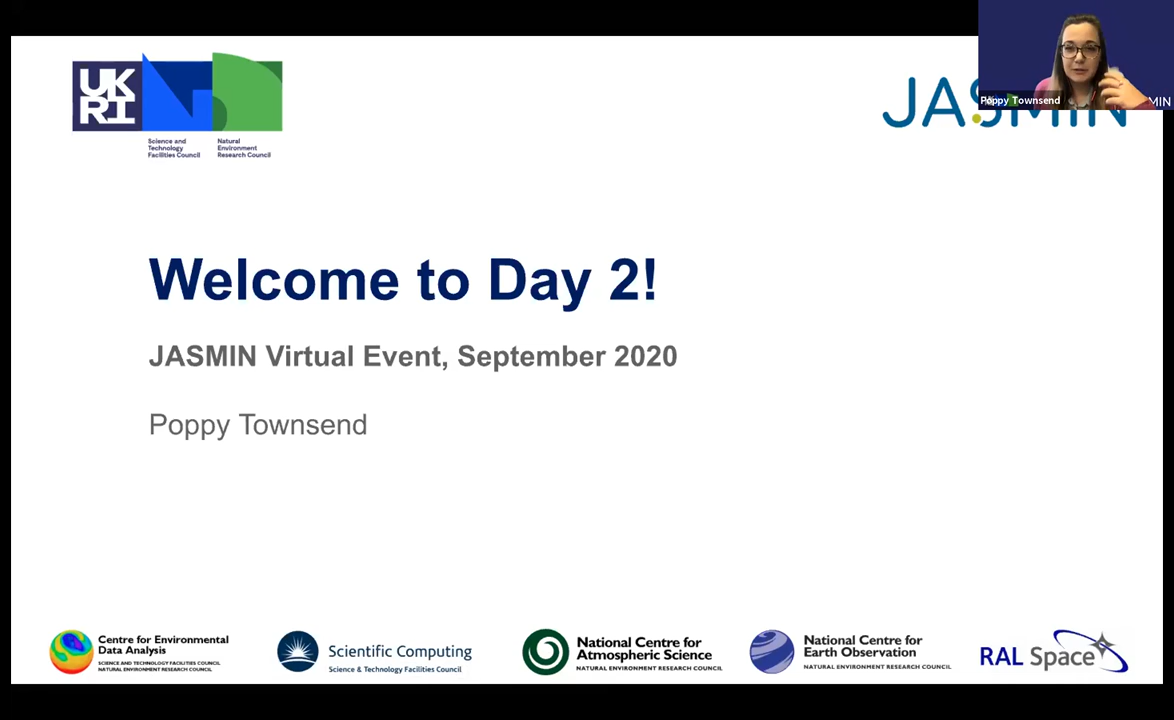 UK
RI
Science and
Technology
Facilities Council
Natural
Environment
Research Council
JASMIN
Poppy Townsend
MIN
Welcome to Day 2!
JASMIN Virtual Event, September 2020
Poppy Townsend
Centre for Environmental
Data Analysis
SCIENCE AND TECHNOLOGY FACILITIES COUNCIL
NATURAL ENVIRONMENT RESEARCH COUNCIL
Scientific Computing
Science & Technology Facilities Council
National Centre for
Atmospheric Science
NATURAL ENVIRONMENT RESEARCH COUNCIL
National Centre for
Earth Observation
NATURAL ENVIRONMENT RESEARCH COUNCIL
RAL Space